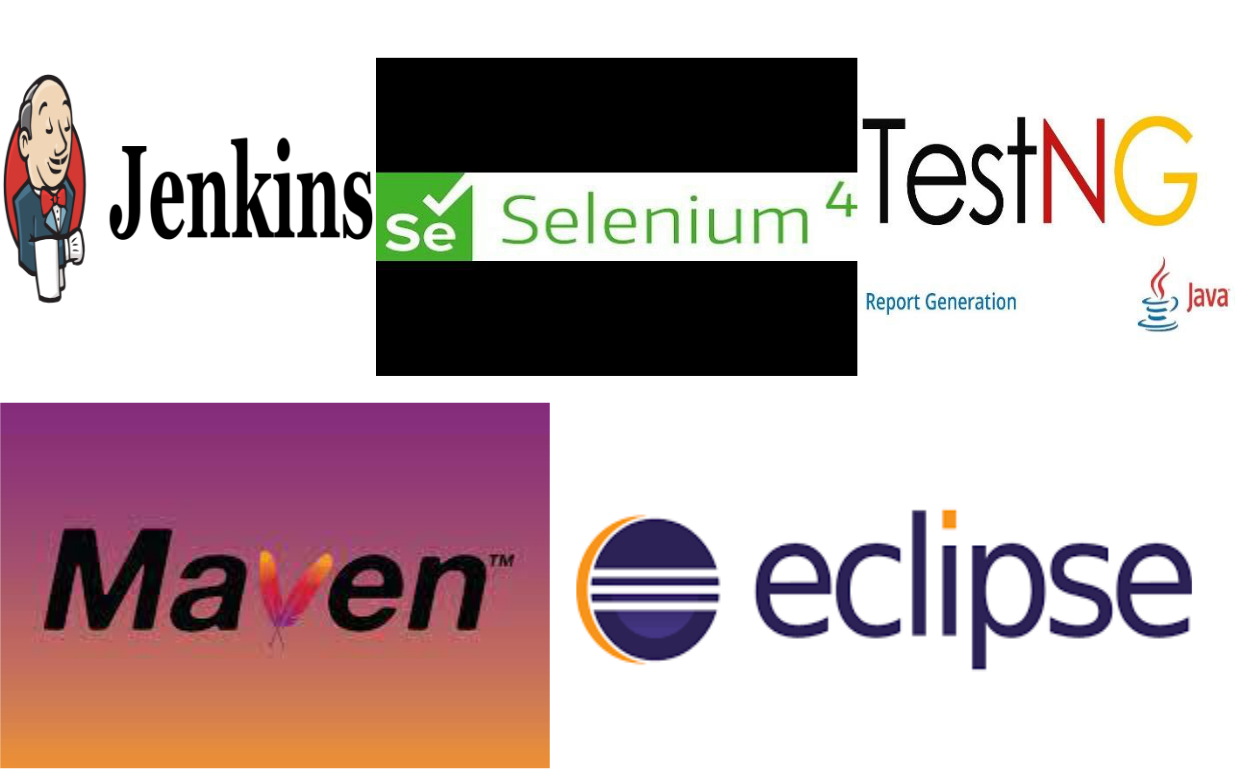 Jenkins
Se Selenium 4
TestNG
Report Generation
Java
Maven™
eclipse